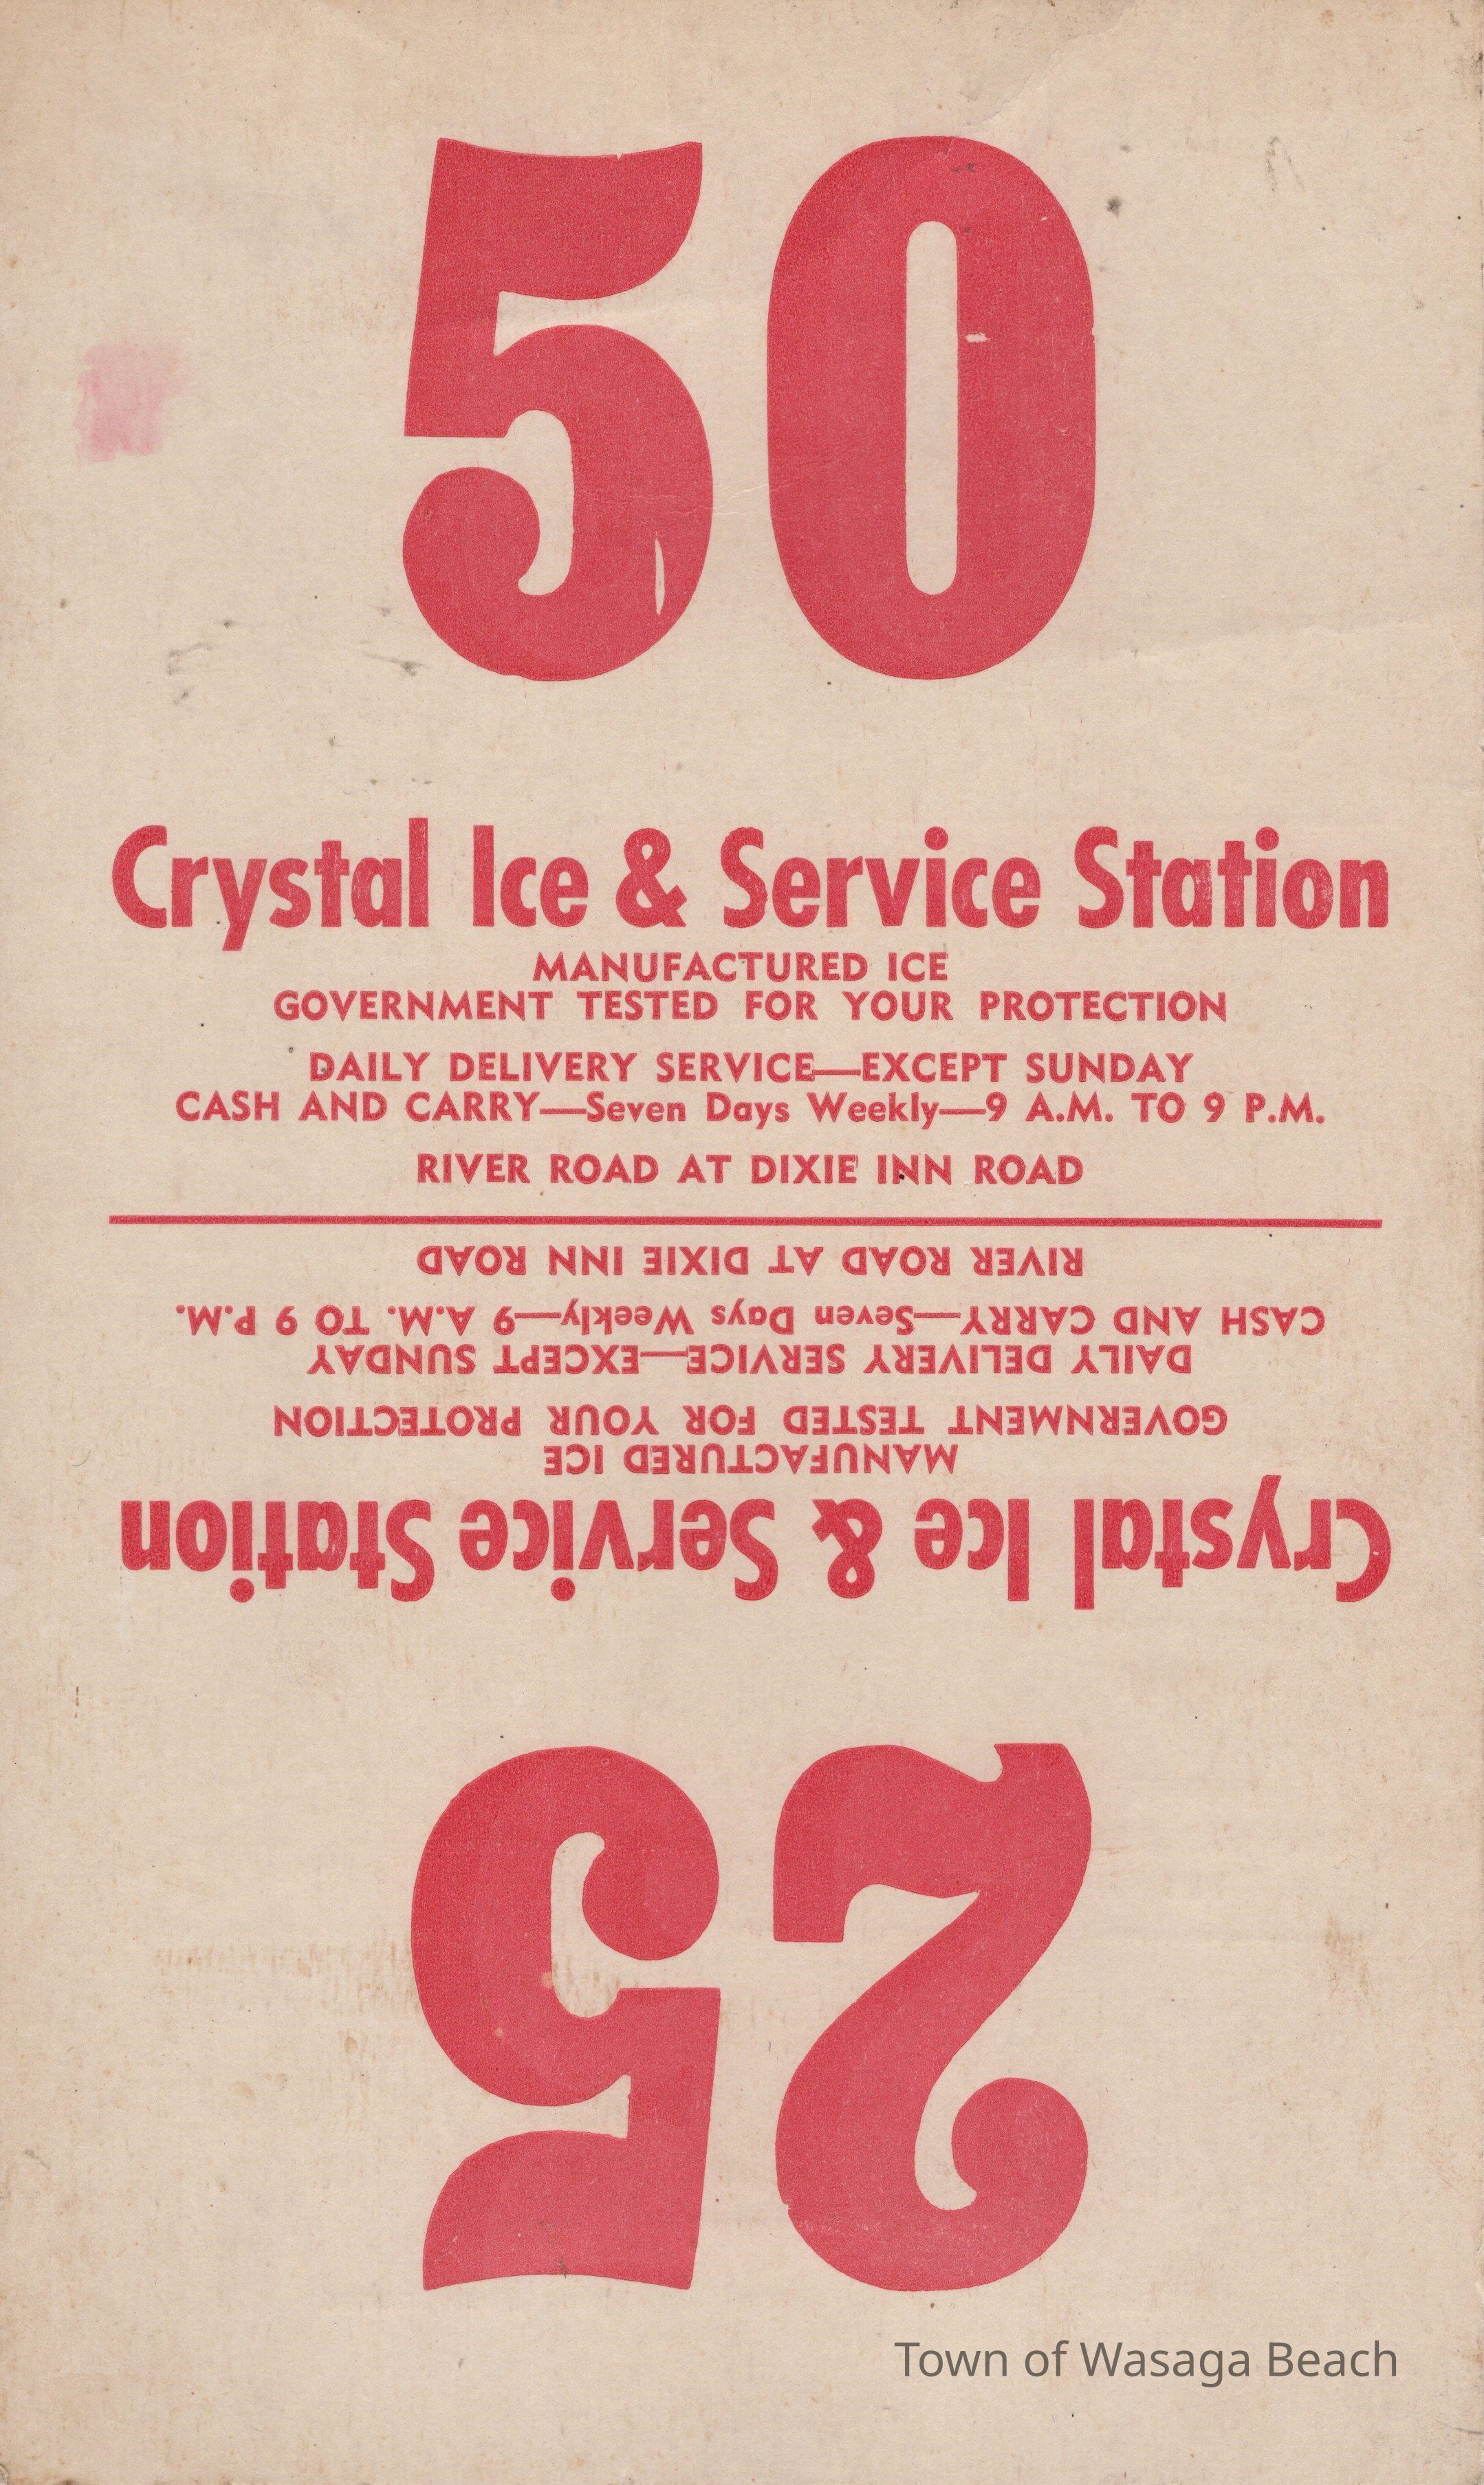 50
Crystal Ice & Service Station
MANUFACTURED ICE
GOVERNMENT TESTED FOR YOUR PROTECTION
DAILY DELIVERY SERVICE—EXCEPT SUNDAY
CASH AND CARRY—Seven Days Weekly—9 A.M. TO 9 P.M.
RIVER ROAD AT DIXIE INN ROAD
25
Crystal Ice & Service Station
MANUFACTURED ICE
GOVERNMENT TESTED FOR YOUR PROTECTION
DAILY DELIVERY SERVICE—EXCEPT SUNDAY
CASH AND CARRY—Seven Days Weekly—9 A.M. TO 9 P.M.
RIVER ROAD AT DIXIE INN ROAD
Town of Wasaga Beach